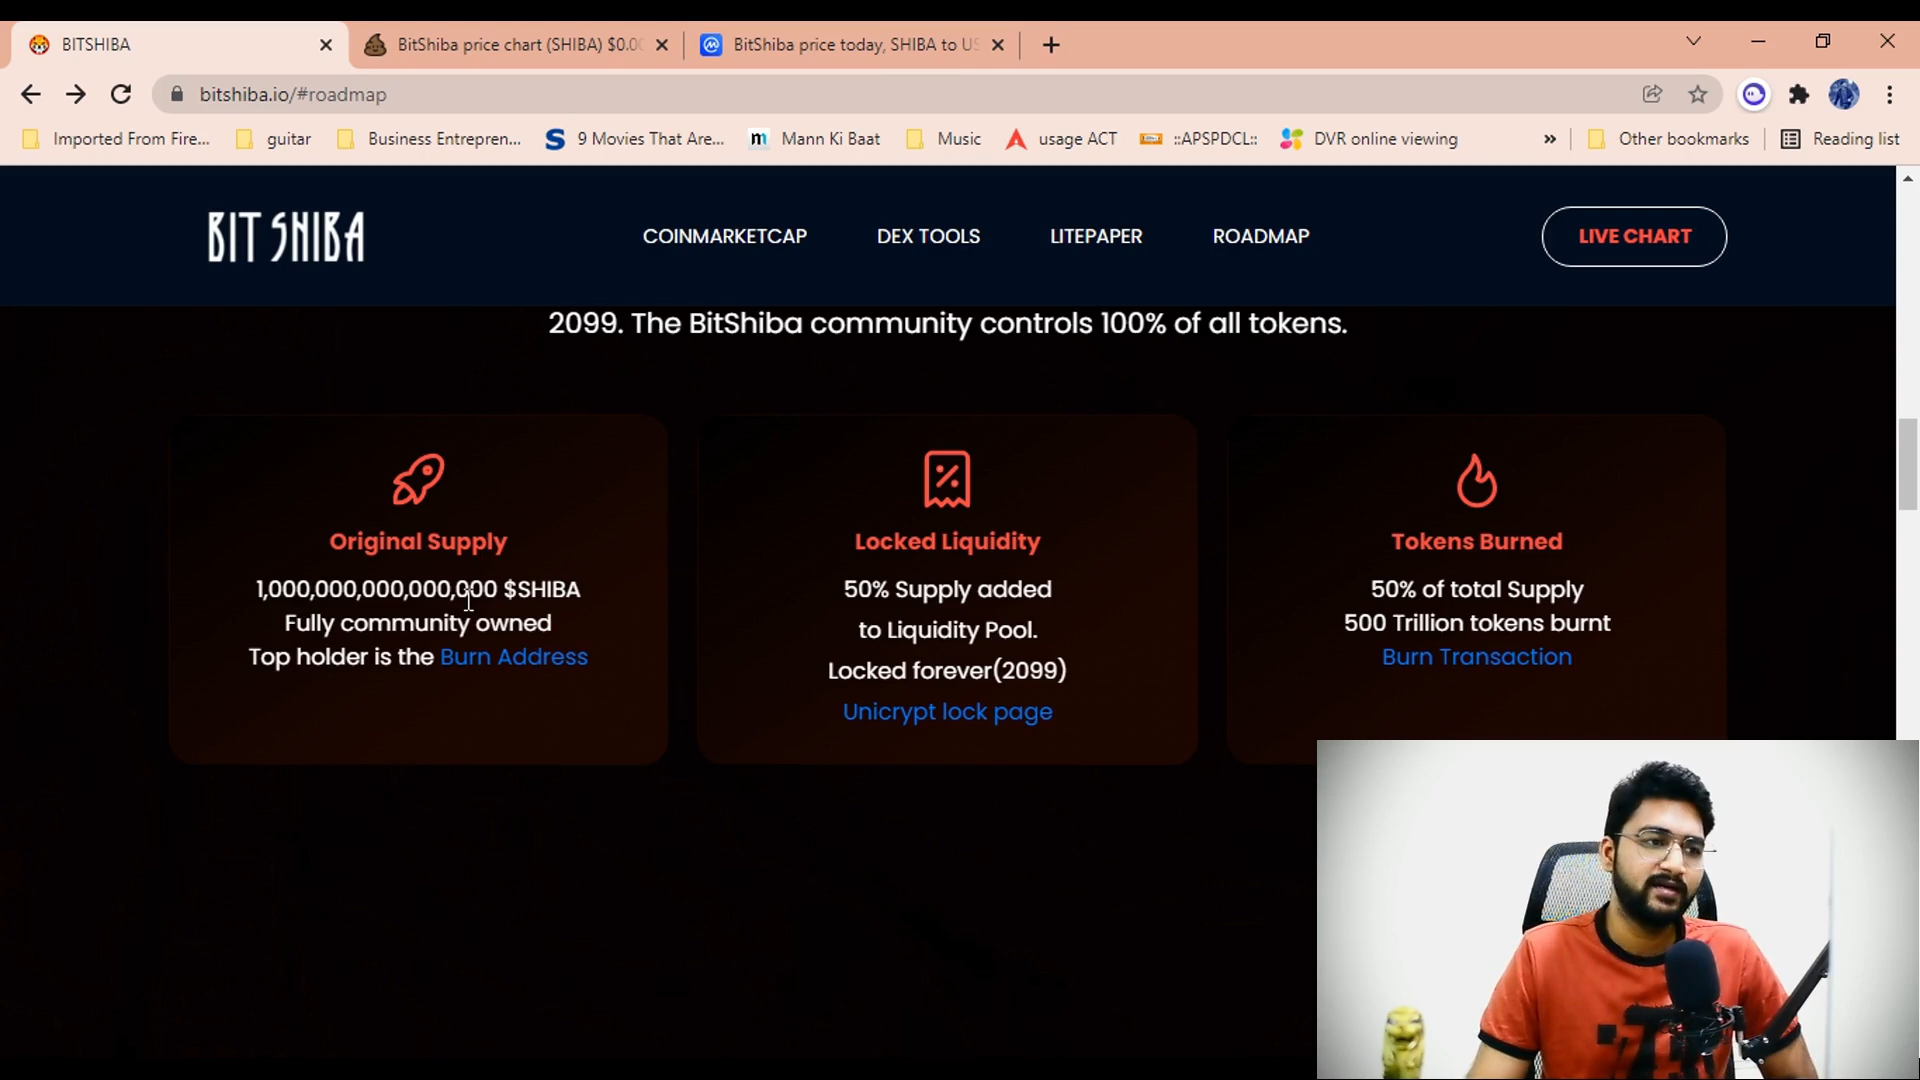 BITSHIBA
BitShiba price chart (SHIBA) $0.00
BitShiba price today, SHIBA to US
bitshiba.io/#roadmap
Imported From Fire...
guitar
Business Entrepren...
9 Movies That Are...
m
Mann Ki Baat
Music
usage ACT
::APSPDCL::
DVR online viewing
»
Other bookmarks
Reading list
BIT SHIBA
COINMARKETCAP
DEX TOOLS
LITEPAPER
ROADMAP
LIVE CHART
2099. The BitShiba community controls 100% of all tokens.
Original Supply
1,000,000,000,000,000 $SHIBA
Fully community owned
Top holder is the Burn Address
Locked Liquidity
50% Supply added
to Liquidity Pool.
Locked forever(2099)
Unicrypt lock page
Tokens Burned
50% of total Supply
500 Trillion tokens burnt
Burn Transaction